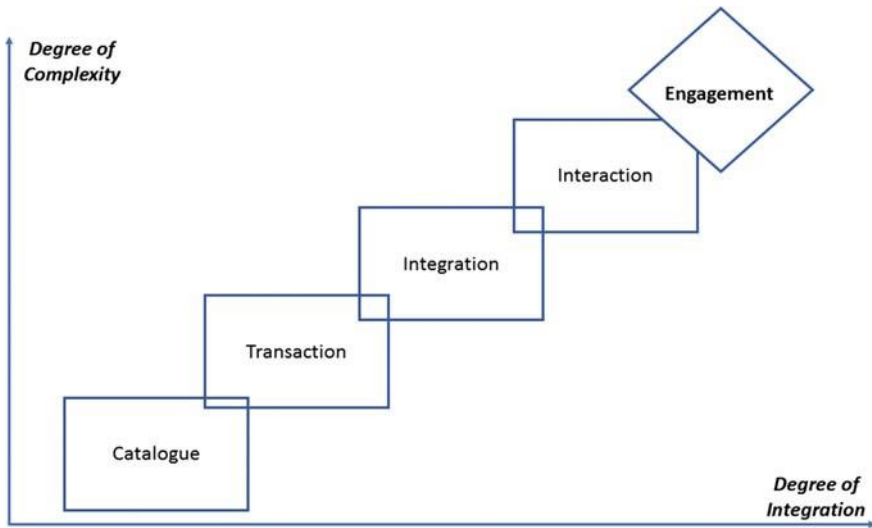 Degree of
Complexity
Engagement
Interaction
Integration
Transaction
Catalogue
Degree of
Integration